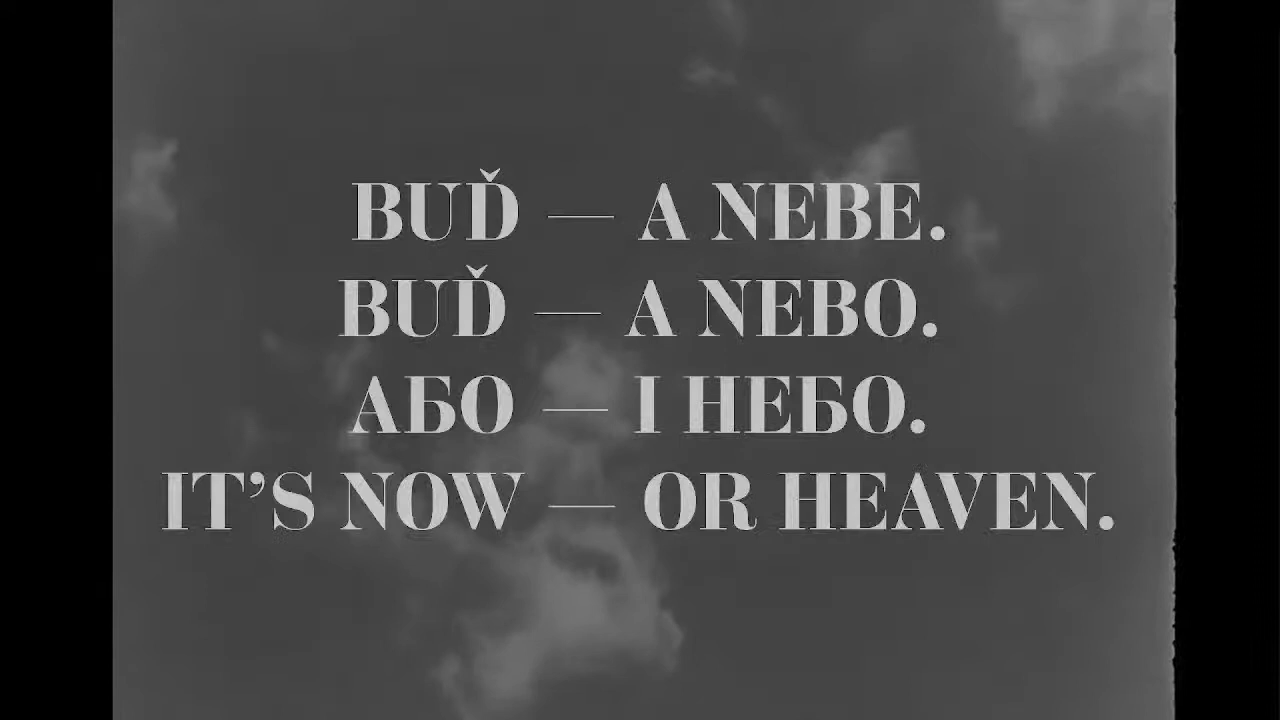 BUĎ — A NEBE.
BUĎ — A NEBO.
АБО — І НЕБО.
IT’S NOW — OR HEAVEN.